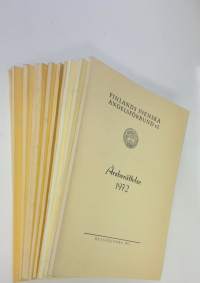 FINLANDS SVENSKA
ANDELSFÖRBUND r.f.
Årsberättelse
1972